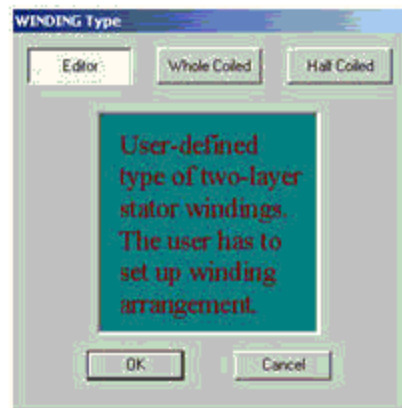 WINDING Type
Editor Whole Coiled Half Coiled
User-defined
type of two-layer
stator windings.
The user has to
set up winding
arrangement.
OK Cancel